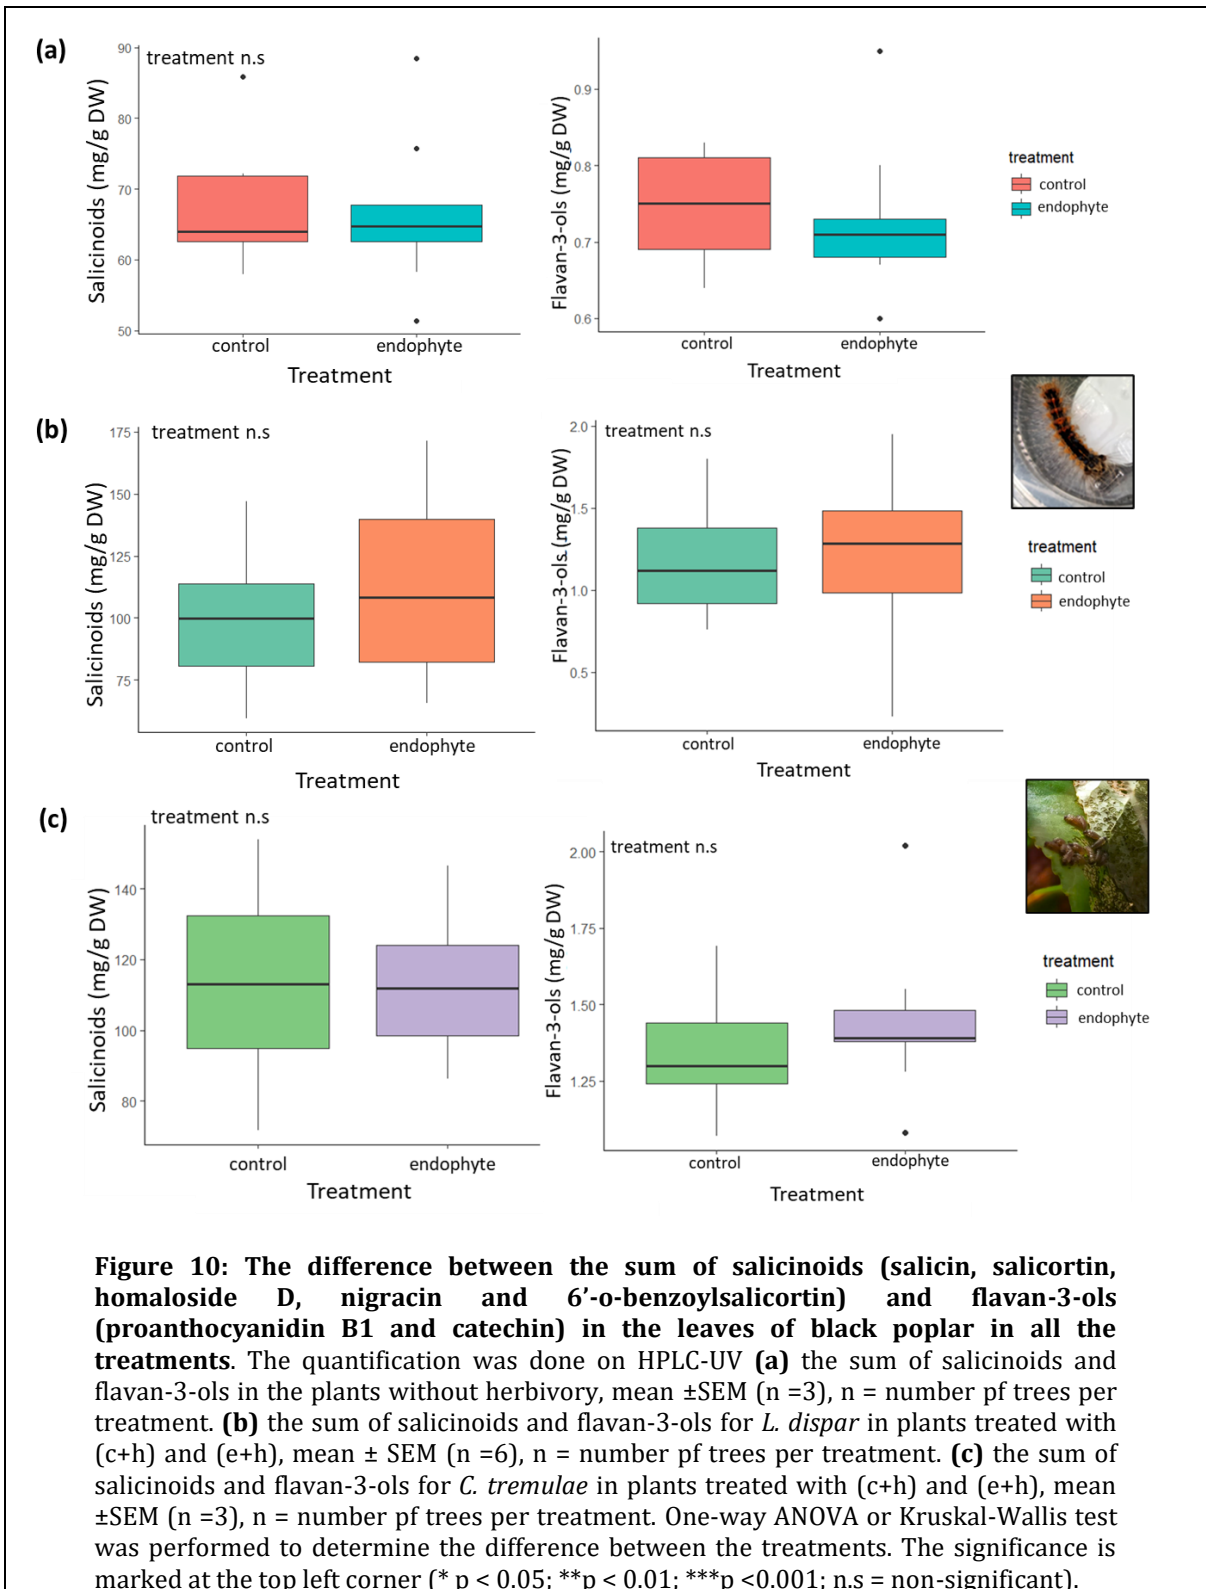 (a)
treatment n.s
Salicinoids (mg/g DW)
90
80
70
60
50
control
endophyte
Treatment
Flavan-3-ols (mg/g DW)
0.9
0.8
0.7
0.6
control
endophyte
Treatment
treatment
control
endophyte
(b)
treatment n.s
Salicinoids (mg/g DW)
175
150
125
100
75
control
endophyte
Treatment
treatment n.s
Flavan-3-ols (mg/g DW)
2.0
1.5
1.0
0.5
control
endophyte
Treatment
treatment
control
endophyte
(c)
treatment n.s
Salicinoids (mg/g DW)
140
120
100
80
control
endophyte
Treatment
treatment n.s
Flavan-3-ols (mg/g DW)
2.00
1.75
1.50
1.25
control
endophyte
Treatment
treatment
control
endophyte
Figure 10: The difference between the sum of salicinoids (salicin, salicortin,
homaloside D, nigracin and 6’-o-benzoylsalicortin) and flavan-3-ols
(proanthocyanidin B1 and catechin) in the leaves of black poplar in all the
treatments. The quantification was done on HPLC-UV (a) the sum of salicinoids and
flavan-3-ols in the plants without herbivory, mean ±SEM (n =3), n = number pf trees per
treatment. (b) the sum of salicinoids and flavan-3-ols for L. dispar in plants treated with
(c+h) and (e+h), mean ± SEM (n =6), n = number pf trees per treatment. (c) the sum of
salicinoids and flavan-3-ols for C. tremulae in plants treated with (c+h) and (e+h), mean
±SEM (n =3), n = number pf trees per treatment. One-way ANOVA or Kruskal-Wallis test
was performed to determine the difference between the treatments. The significance is
marked at the top left corner (* p < 0.05; **p < 0.01; ***p <0.001; n.s = non-significant).